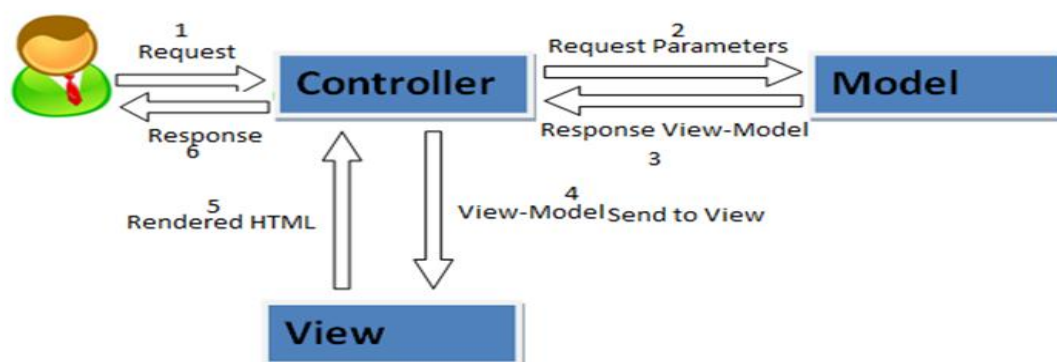 1
Request
Controller
2
Request Parameters
Model
Response
6
Response View-Model
3
5
Rendered HTML
4
View-Model Send to View
View